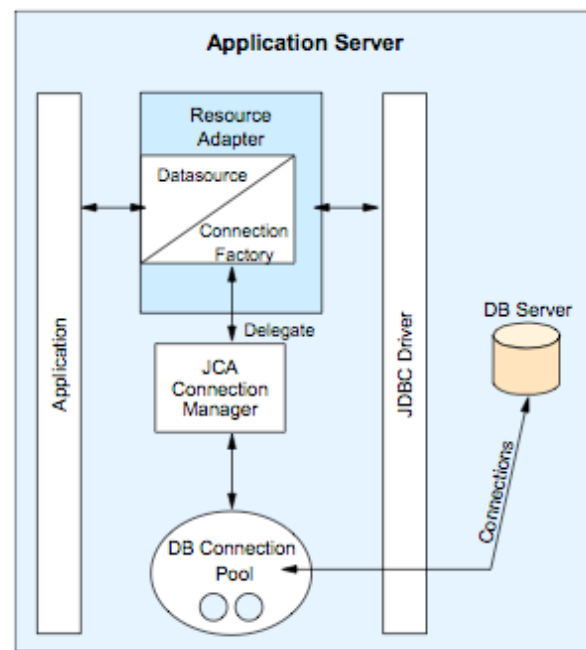 Application Server
Resource
Adapter
Datasource
Connection
Factory
Delegate
Application
JCA
Connection
Manager
JDBC Driver
DB Server
Connections
DB Connection
Pool